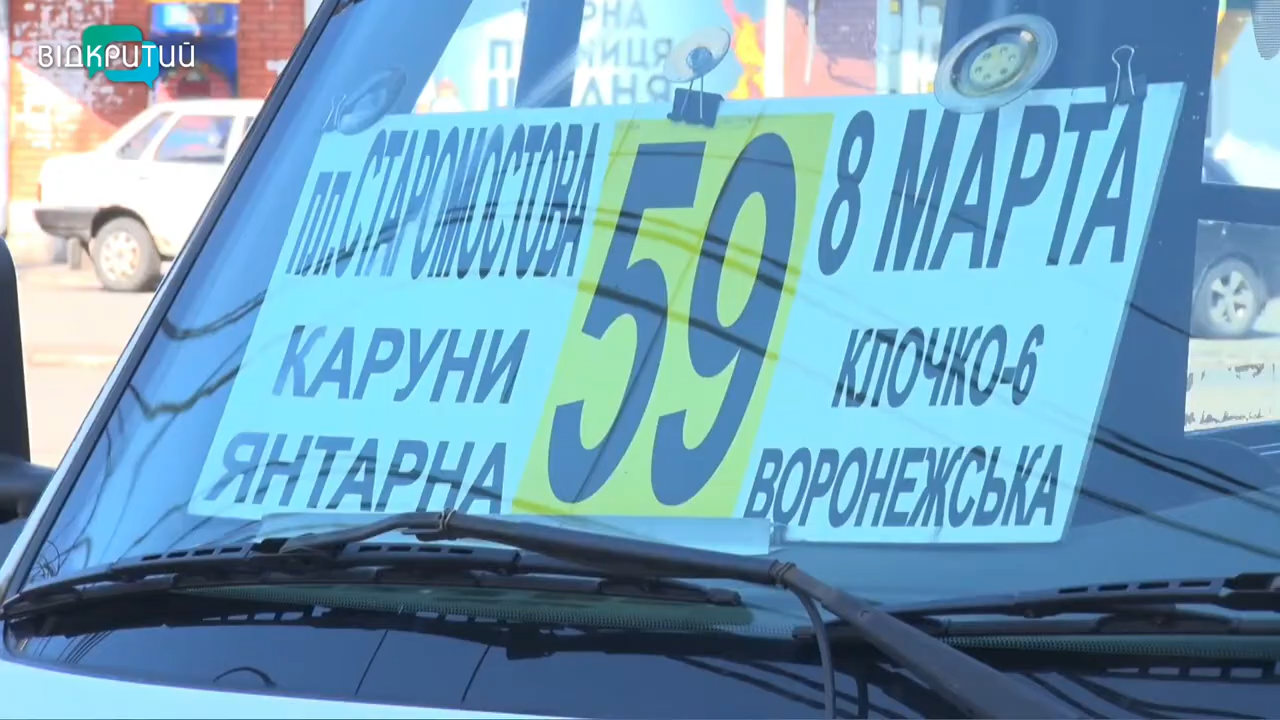 ВІДКРИТИЙ
ПЛ.СТАРОМОСТОВА
КАРУНИ
ЯНТАРНА
59
8 МАРТА
КЛОЧКО-6
ВОРОНЕЖСЬКА